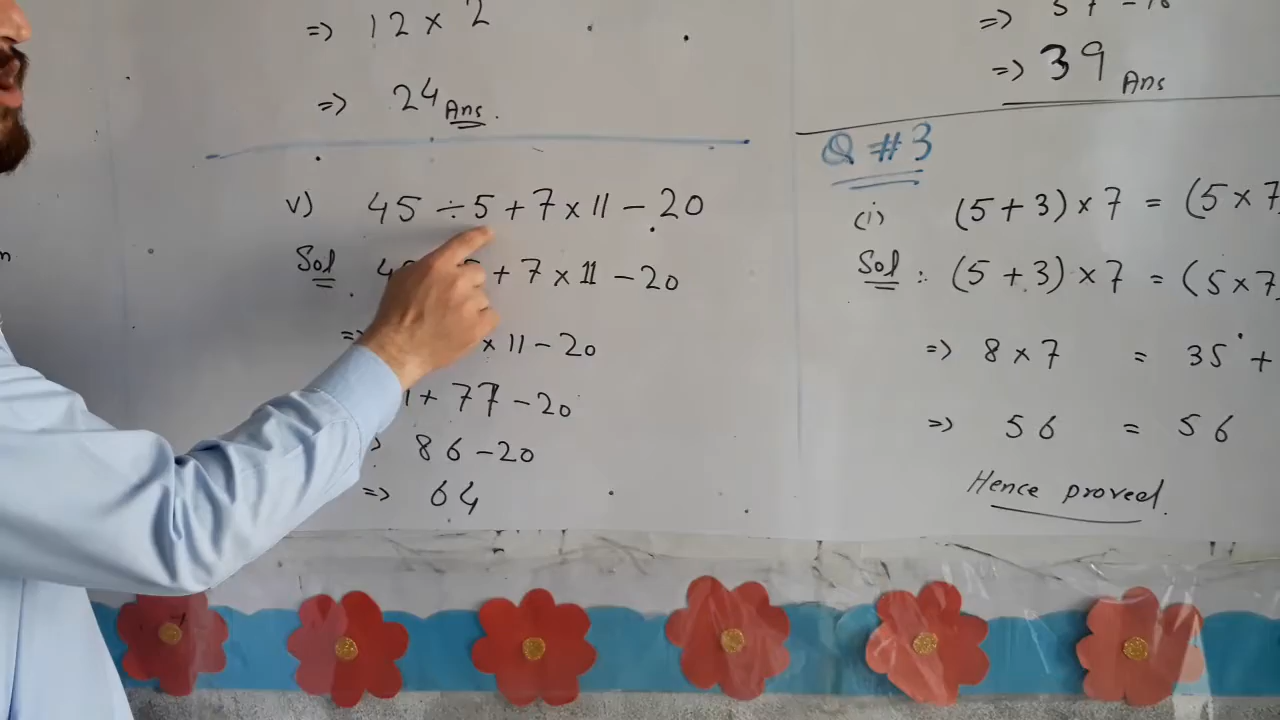 => 12 × 2
=> 24 Ans.
v) 45 ÷ 5 + 7 × 11 - 20
Sol + 7 × 11 - 20
=> × 11 - 20
+ 77 - 20
86 - 20
=> 64
=>
=> 39 Ans
Q # 3
(i) (5 + 3) × 7 = (5 × 7
Sol : (5 + 3) × 7 = (5 × 7
=> 8 × 7 = 35 +
=> 56 = 56
Hence proved.